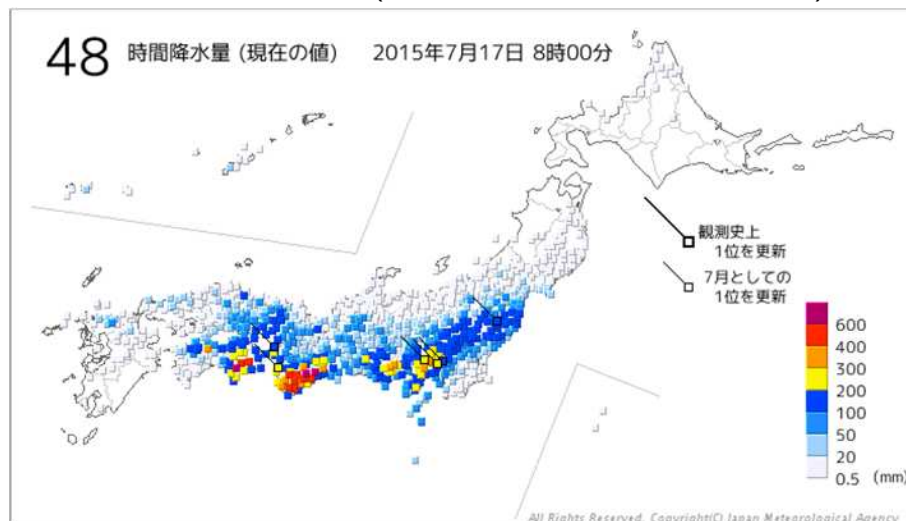 48 時間降水量 (現在の値) 2015年7月17日 8時00分
観測史上
1位を更新
7月としての
1位を更新
600
400
300
200
100
50
20
0.5 (mm)
All Rights Reserved. Copyright(C) Japan Meteorological Agency